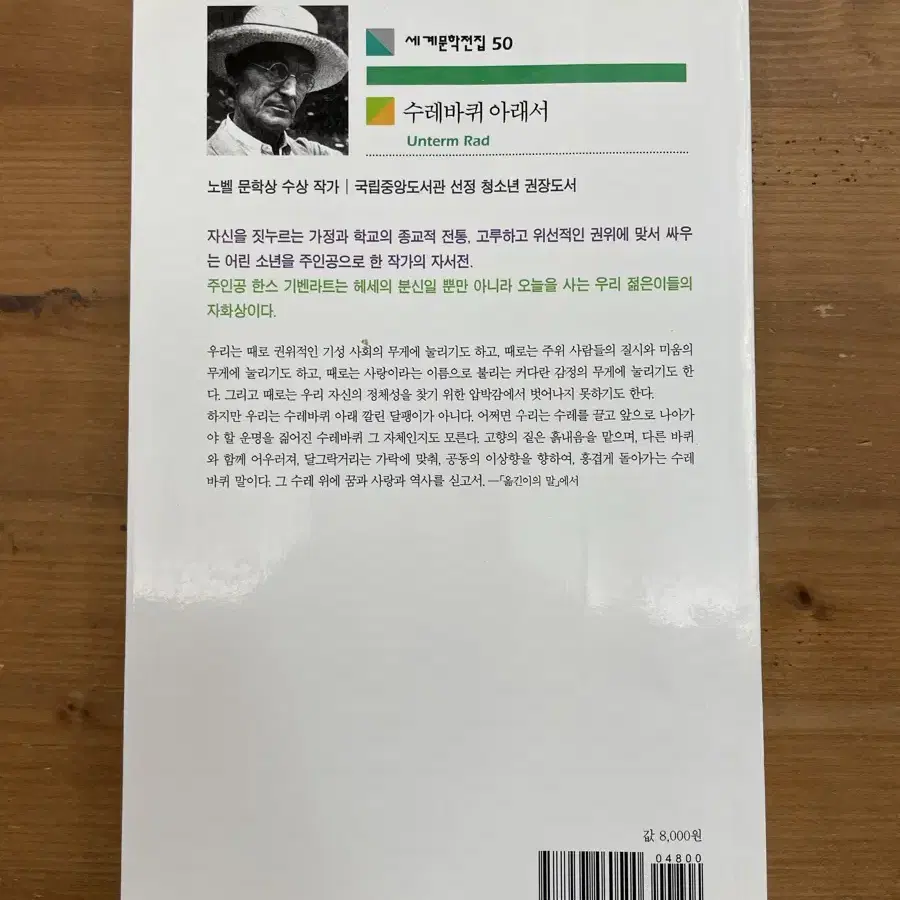 세계문학전집 50
수레바퀴 아래서
Unterm Rad
노벨 문학상 수상 작가 | 국립중앙도서관 선정 청소년 권장도서
자신을 짓누르는 가정과 학교의 종교적 전통, 고루하고 위선적인 권위에 맞서 싸우
는 어린 소년을 주인공으로 한 작가의 자서전.
주인공 한스 기벤라트는 헤세의 분신일 뿐만 아니라 오늘을 사는 우리 젊은이들의
자화상이다.
우리는 때로 권위적인 기성 사회의 무게에 눌리기도 하고, 때로는 주위 사람들의 질시와 미움의
무게에 눌리기도 하고, 때로는 사랑이라는 이름으로 불리는 커다란 감정의 무게에 눌리기도 한
다. 그리고 때로는 우리 자신의 정체성을 찾기 위한 압박감에서 벗어나지 못하기도 한다.
하지만 우리는 수레바퀴 아래 깔린 달팽이가 아니다. 어쩌면 우리는 수레를 끌고 앞으로 나아가
야 할 운명을 짊어진 수레바퀴 그 자체인지도 모른다. 고향의 짙은 흙내음을 맡으며, 다른 바퀴
와 함께 어우러져, 달그락거리는 가락에 맞춰, 공동의 이상향을 향하여, 흥겹게 돌아가는 수레
바퀴 말이다. 그 수레 위에 꿈과 사랑과 역사를 싣고서. —「옮긴이의 말」에서
값 8,000원
04800